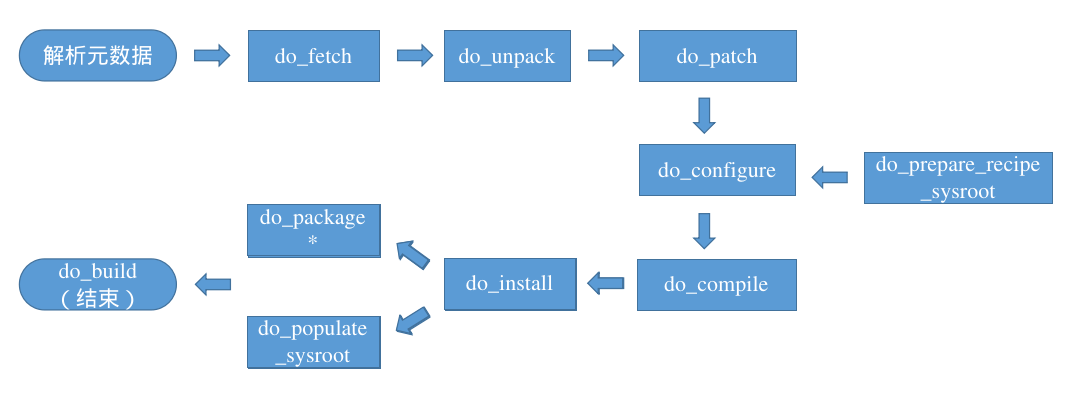 解析元数据
do_fetch
do_unpack
do_patch
do_configure
do_prepare_recipe
_sysroot
do_compile
do_install
do_package
*
do_populate
_sysroot
do_build
（结束）